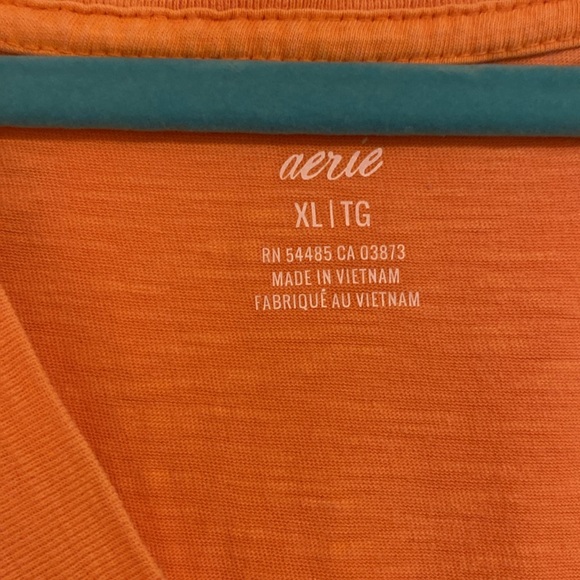 aerie
XL | TG
RN 54485 CA 03873
MADE IN VIETNAM
FABRIQUÉ AU VIETNAM